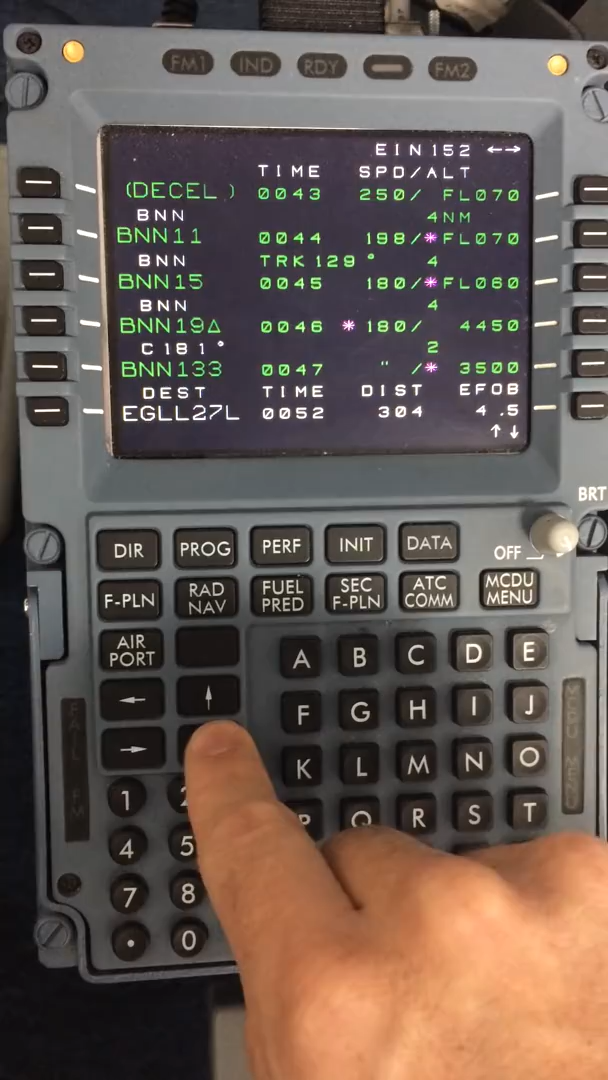 FM1 IND RDY FM2
EIN152 ←→
TIME SPD/ALT
(DECEL) 0043 250/ FL070
BNN 4NM
BNN11 0044 198/*FL070
BNN TRK129° 4
BNN15 0045 180/*FL060
BNN 4
BNN19Δ 0046 *180/ 4450
C181° 2
BNN133 0047 " /* 3500
DEST TIME DIST EFOB
EGLL27L 0052 304 4.5
↑↓
BRT
DIR PROG PERF INIT DATA OFF
F-PLN RAD NAV FUEL PRED SEC F-PLN ATC COMM MCDU MENU
AIR PORT
A B C D E
← ↑ F G H I J
→ K L M N O
1 2 P Q R S T
4 5
7 8
. 0
FAIL FM
MCDU MENU